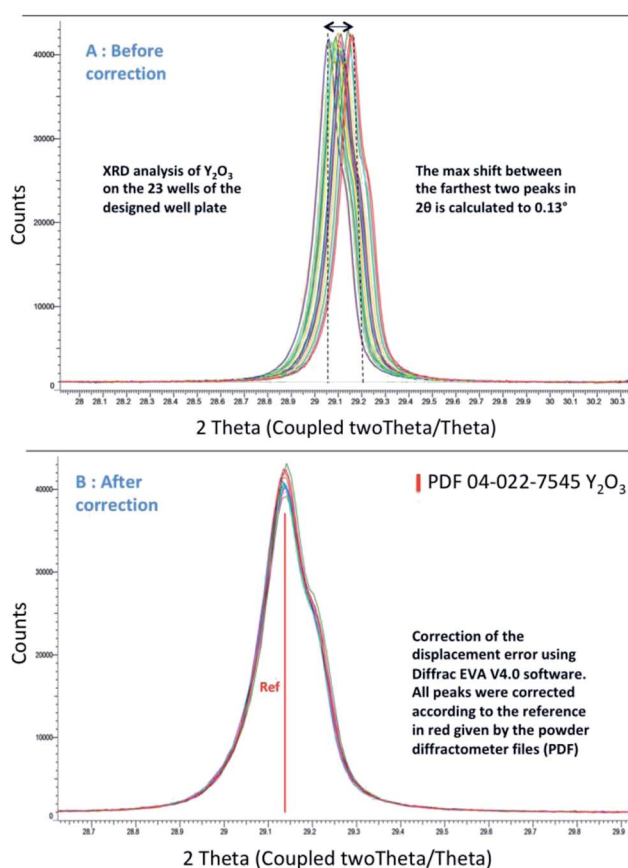 A : Before
correction
XRD analysis of Y₂O₃
on the 23 wells of the
designed well plate
The max shift between
the farthest two peaks in
2θ is calculated to 0.13°
Counts
40000
30000
20000
10000
0
28 28.1 28.2 28.3 28.4 28.5 28.6 28.7 28.8 28.9 29 29.1 29.2 29.3 29.4 29.5 29.6 29.7 29.8 29.9 30 30.1 30.2 30.3
2 Theta (Coupled twoTheta/Theta)
B : After
correction
PDF 04-022-7545 Y₂O₃
Counts
40000
30000
20000
10000
0
Ref
Correction of the
displacement error using
Diffrac EVA V4.0 software.
All peaks were corrected
according to the reference
in red given by the powder
diffractometer files (PDF)
28.7 28.8 28.9 29 29.1 29.2 29.3 29.4 29.5 29.6 29.7 29.8 29.9
2 Theta (Coupled twoTheta/Theta)